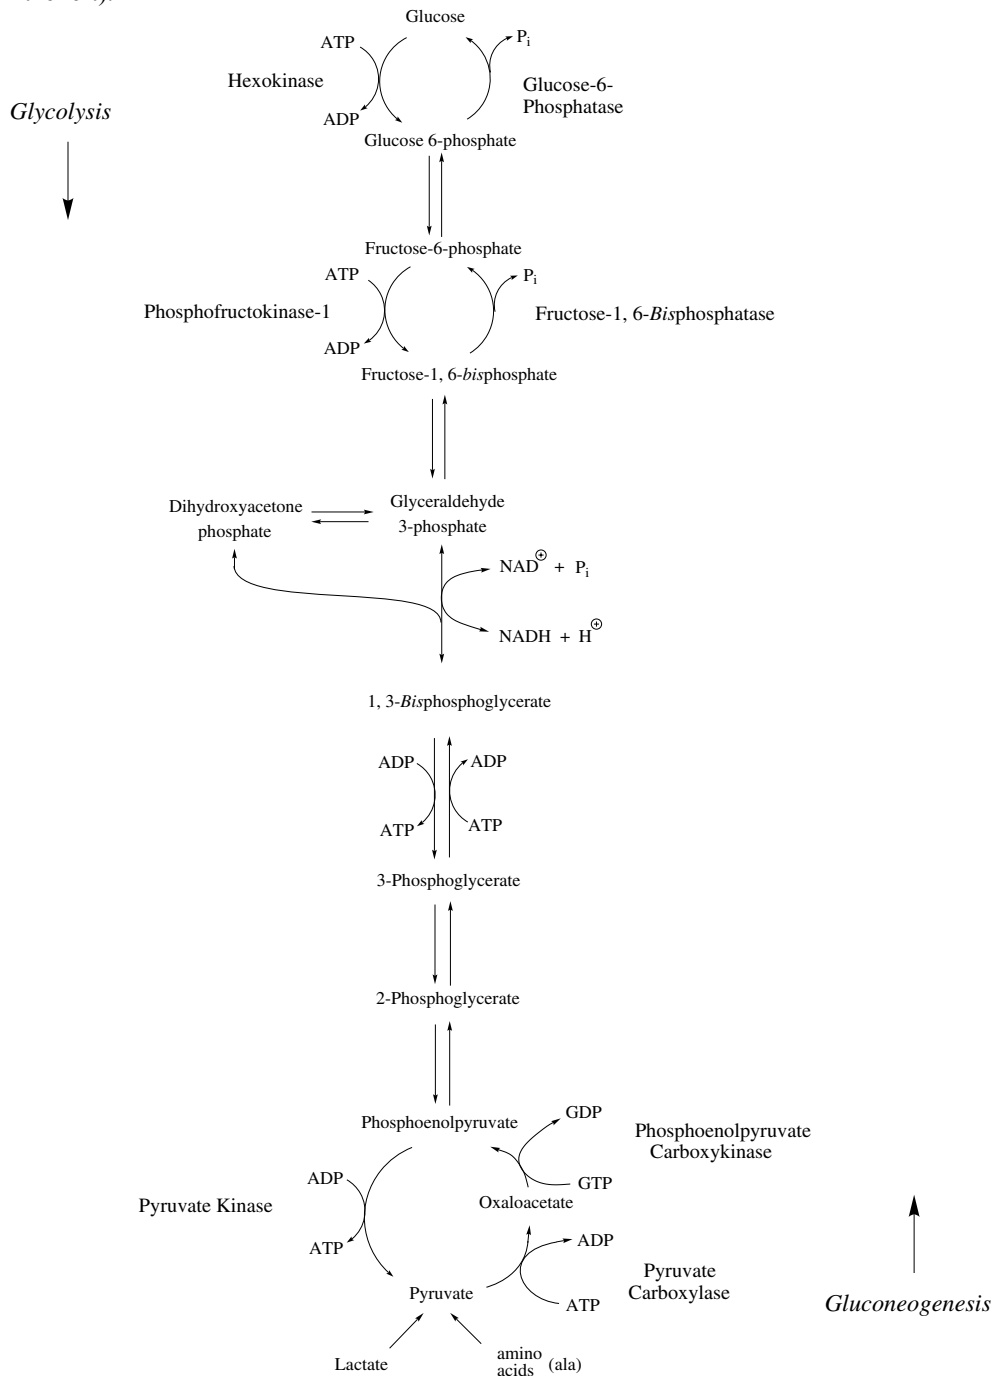 Glucose
ATP
Pi
Hexokinase
Glucose-6-
Phosphatase
Glycolysis
ADP
Glucose 6-phosphate
Fructose-6-phosphate
ATP
Pi
Phosphofructokinase-1
Fructose-1, 6-Bisphosphatase
ADP
Fructose-1, 6-bisphosphate
Dihydroxyacetone
phosphate
Glyceraldehyde
3-phosphate
NAD⊕ + Pi
NADH + H⊕
1, 3-Bisphosphoglycerate
ADP
ADP
ATP
ATP
3-Phosphoglycerate
2-Phosphoglycerate
Phosphoenolpyruvate
GDP
Phosphoenolpyruvate
Carboxykinase
ADP
GTP
Pyruvate Kinase
Oxaloacetate
ATP
ADP
Pyruvate
Carboxylase
Pyruvate
ATP
Gluconeogenesis
Lactate
amino
acids (ala)